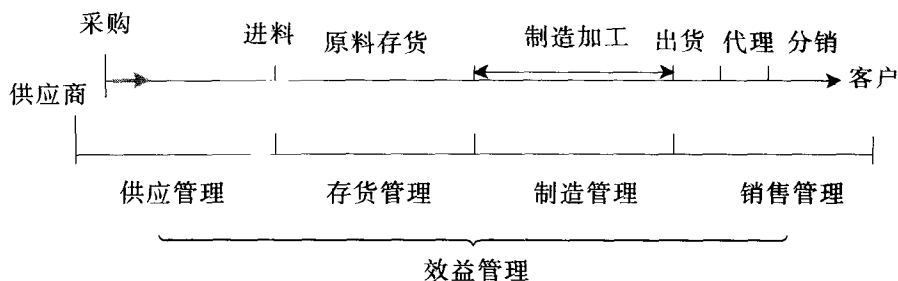 采购
进料 原料存货 制造加工 出货 代理 分销
供应商 客户
供应管理 存货管理 制造管理 销售管理
效益管理